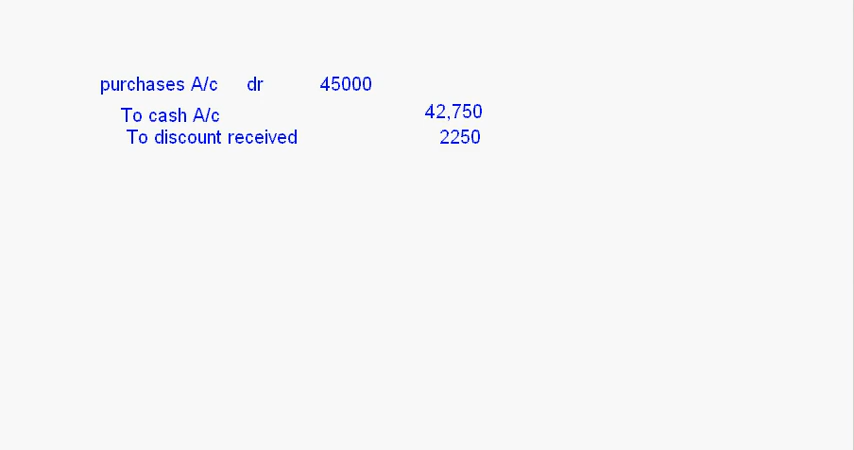 purchases A/c dr 45000
To cash A/c 42,750
To discount received 2250